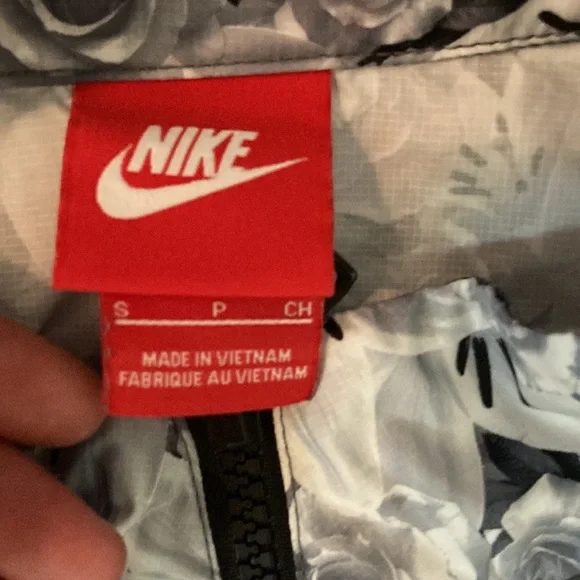 NIKE
S P CH
MADE IN VIETNAM
FABRIQUE AU VIETNAM